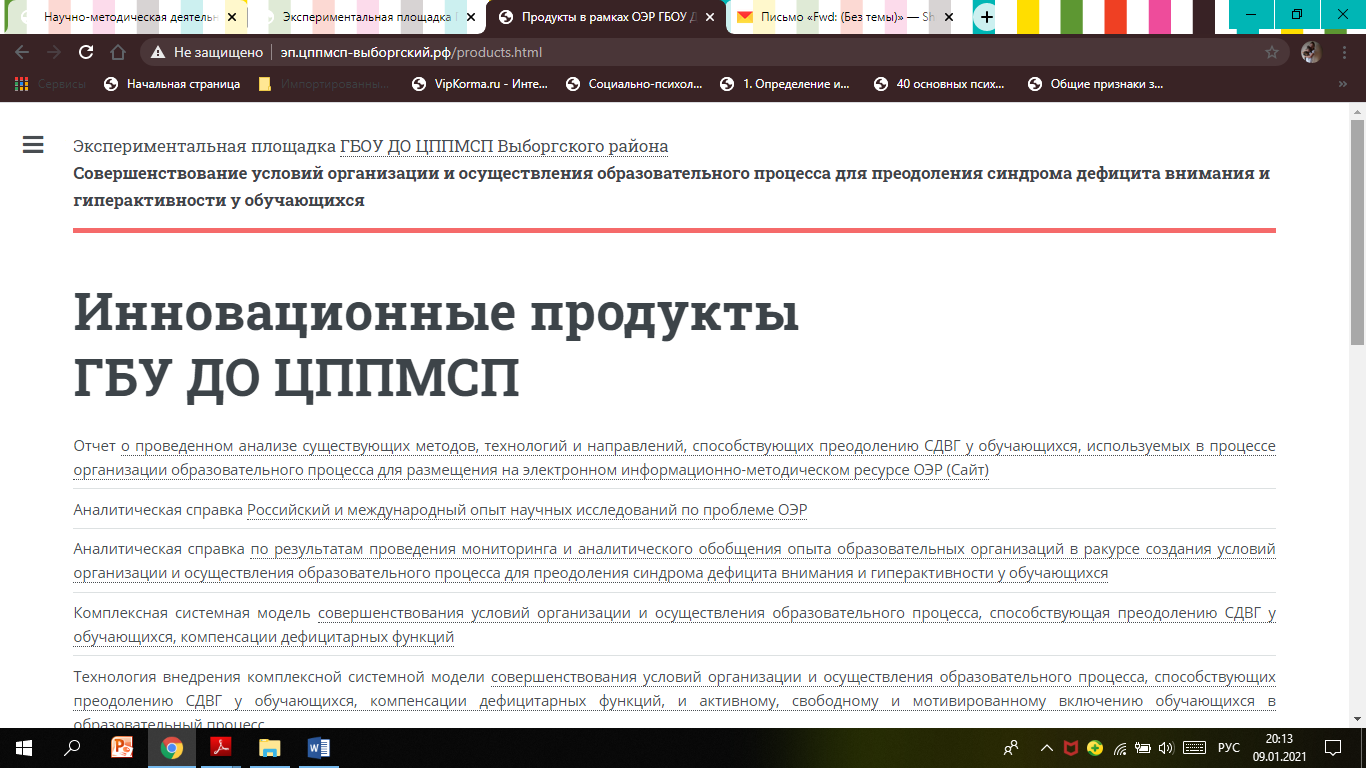 Научно-методическая деятельн
Экспериментальная площадка
Продукты в рамках ОЭР ГБОУ Д
Письмо «Fwd: (Без темы)» — Sh
Не защищено
эп.цппмсп-выборгский.рф/products.html
Сервисы
Начальная страница
Импортированны...
VipKorma.ru - Инте...
Социально-психол...
1. Определение и...
40 основных псих...
Общие признаки з...
»
Экспериментальная площадка ГБОУ ДО ЦППМСП Выборгского района
Совершенствование условий организации и осуществления образовательного процесса для преодоления синдрома дефицита внимания и
гиперактивности у обучающихся
Инновационные продукты
ГБУ ДО ЦППМСП
Отчет о проведенном анализе существующих методов, технологий и направлений, способствующих преодолению СДВГ у обучающихся, используемых в процессе
организации образовательного процесса для размещения на электронном информационно-методическом ресурсе ОЭР (Сайт)
Аналитическая справка Российский и международный опыт научных исследований по проблеме ОЭР
Аналитическая справка по результатам проведения мониторинга и аналитического обобщения опыта образовательных организаций в ракурсе создания условий
организации и осуществления образовательного процесса для преодоления синдрома дефицита внимания и гиперактивности у обучающихся
Комплексная системная модель совершенствования условий организации и осуществления образовательного процесса, способствующая преодолению СДВГ у
обучающихся, компенсации дефицитарных функций
Технология внедрения комплексной системной модели совершенствования условий организации и осуществления образовательного процесса, способствующих
преодолению СДВГ у обучающихся, компенсации дефицитарных функций, и активному, свободному и мотивированному включению обучающихся в
образовательный процесс
РУС
20:13
09.01.2021